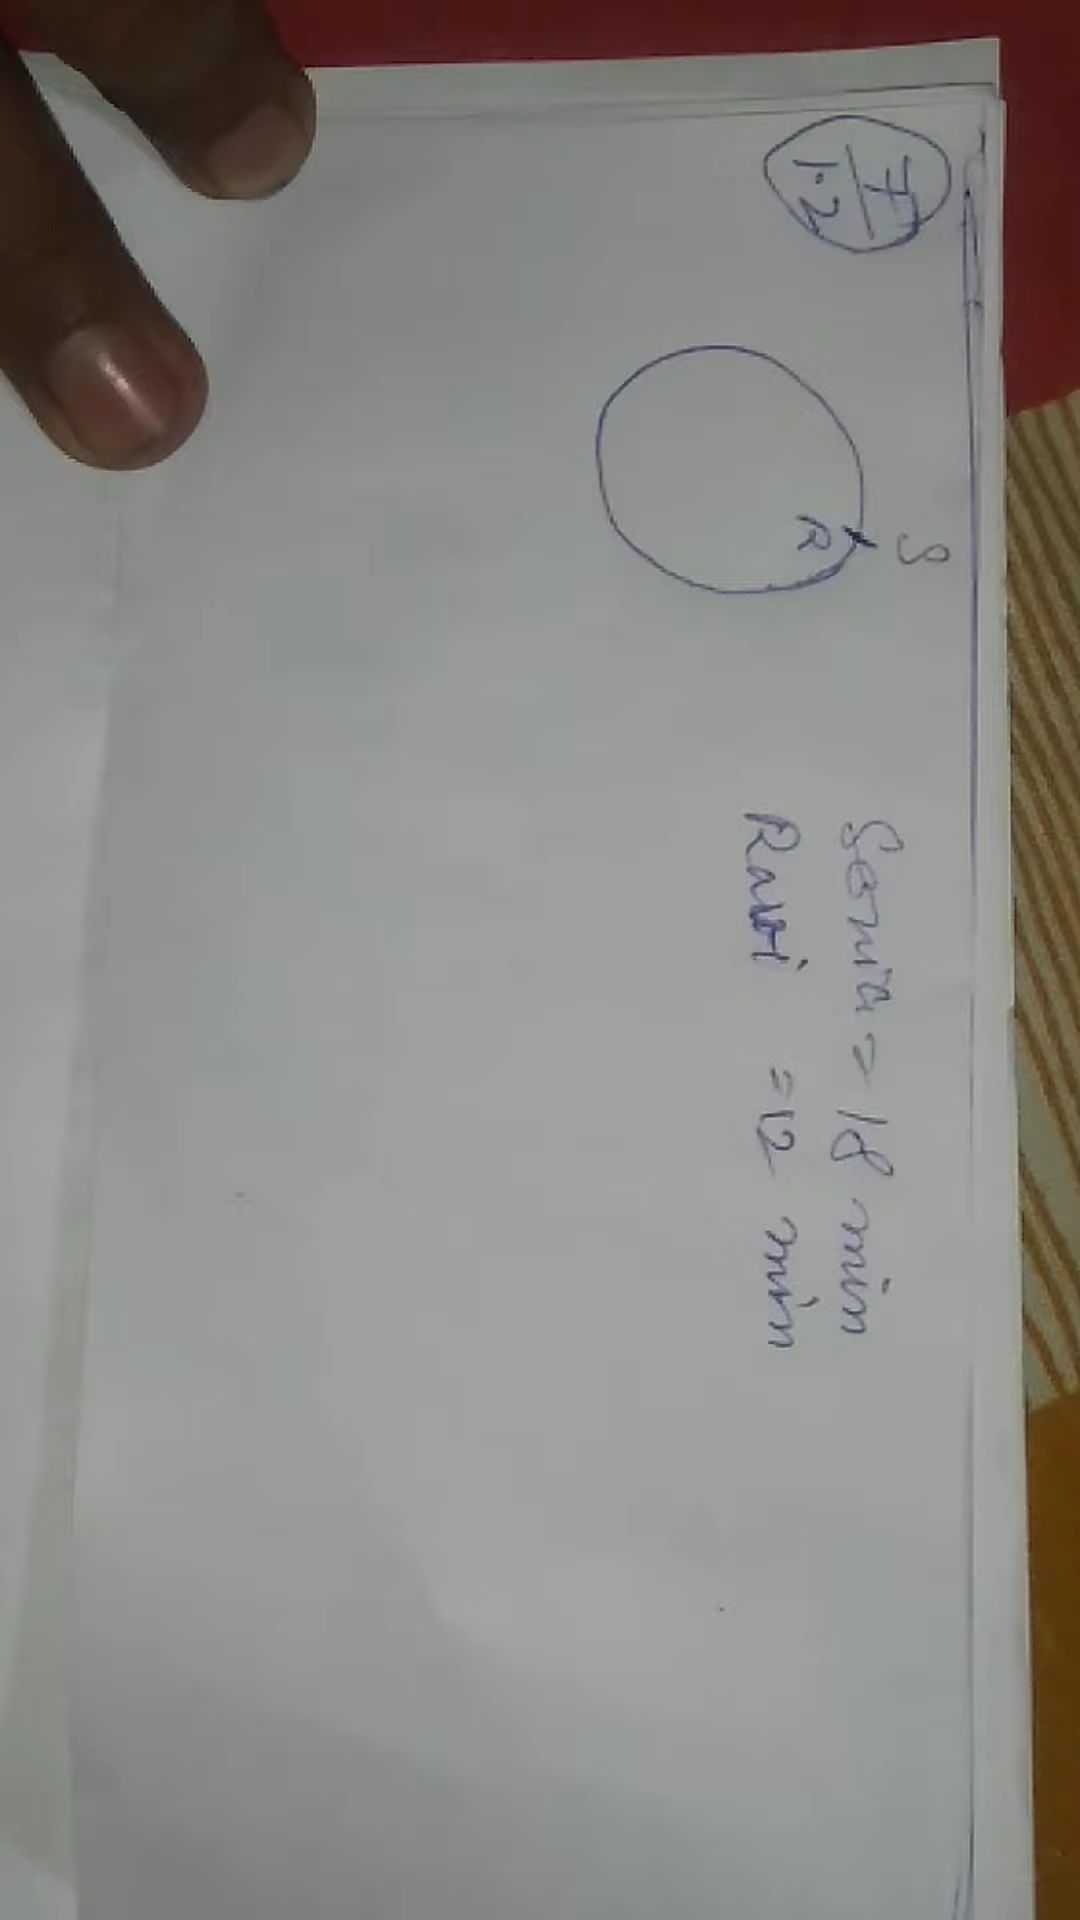 7
1.2
S
R
Sonia = 18 min
Ravi = 12 min